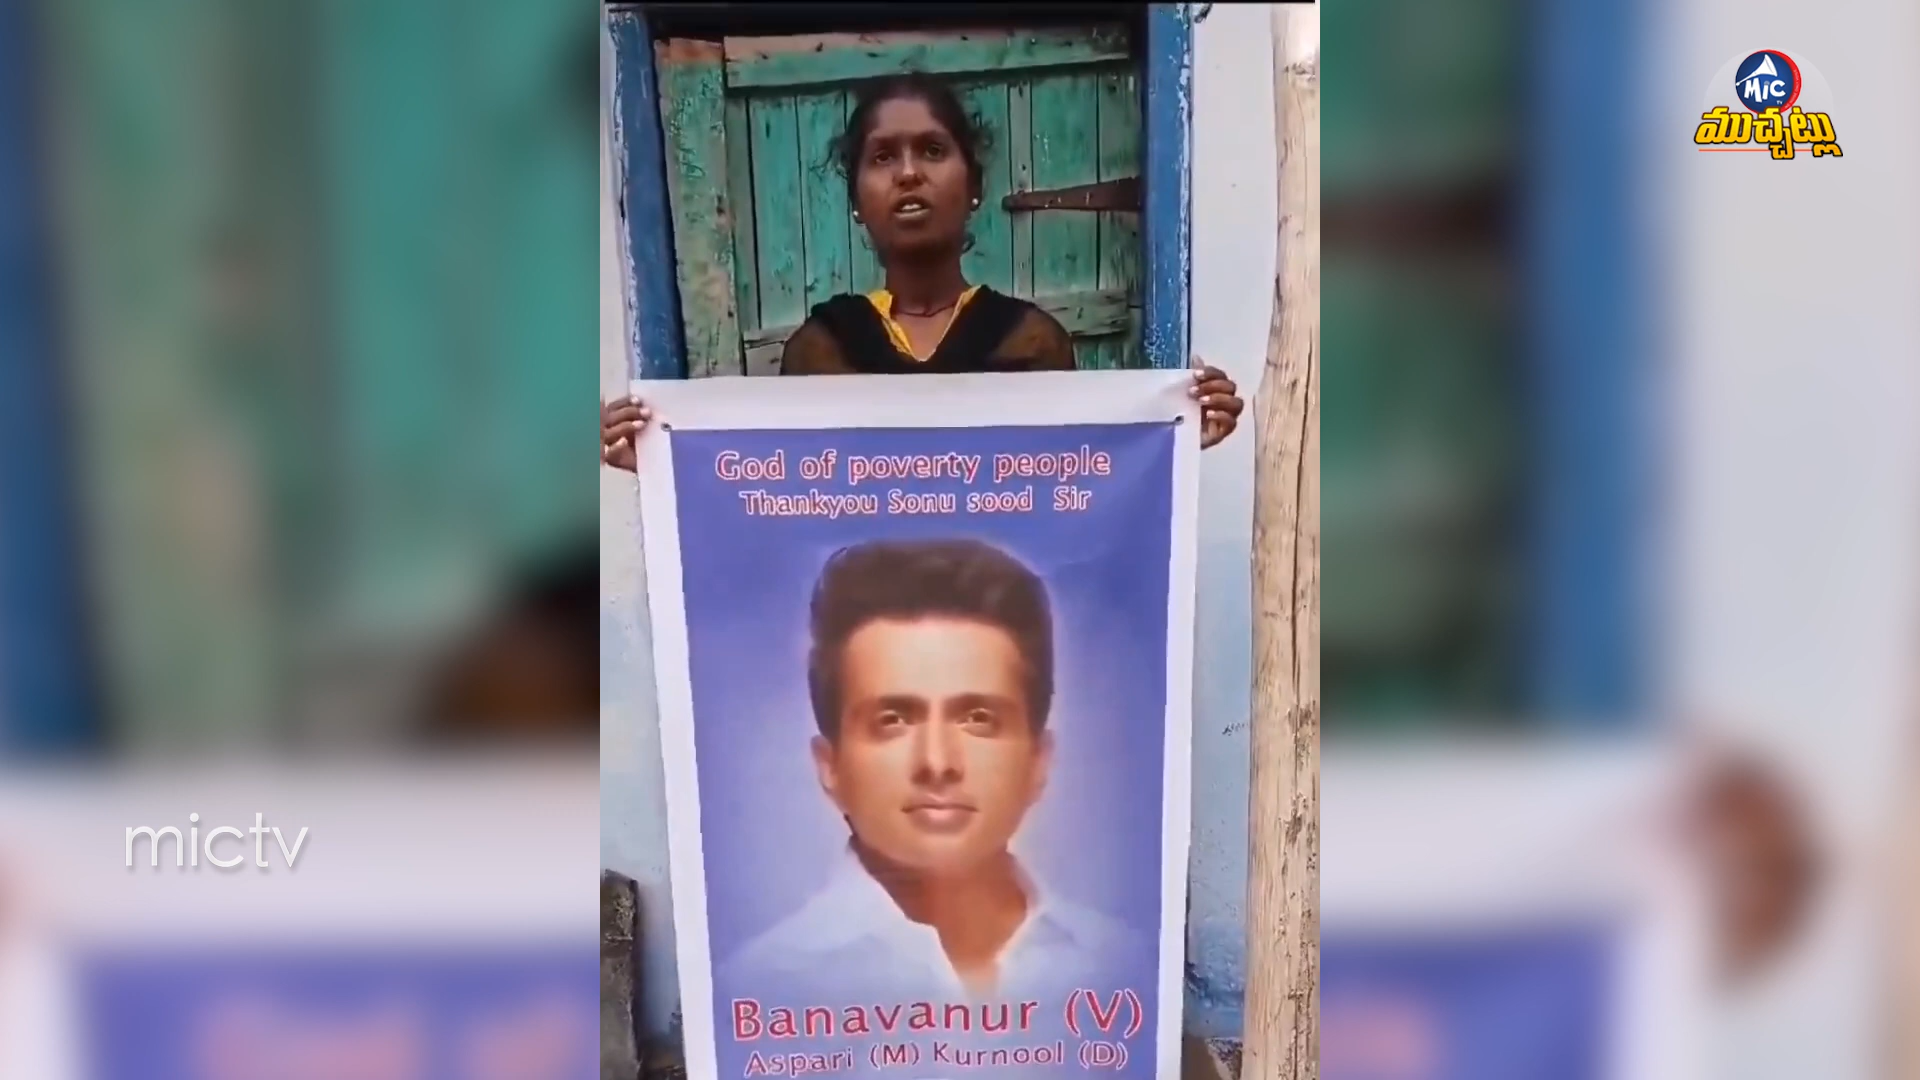 MiC
ముచ్చట్లు
God of poverty people
Thankyou Sonu sood Sir
mictv
Banavanur (V)
Aspari (M) Kurnool (D)